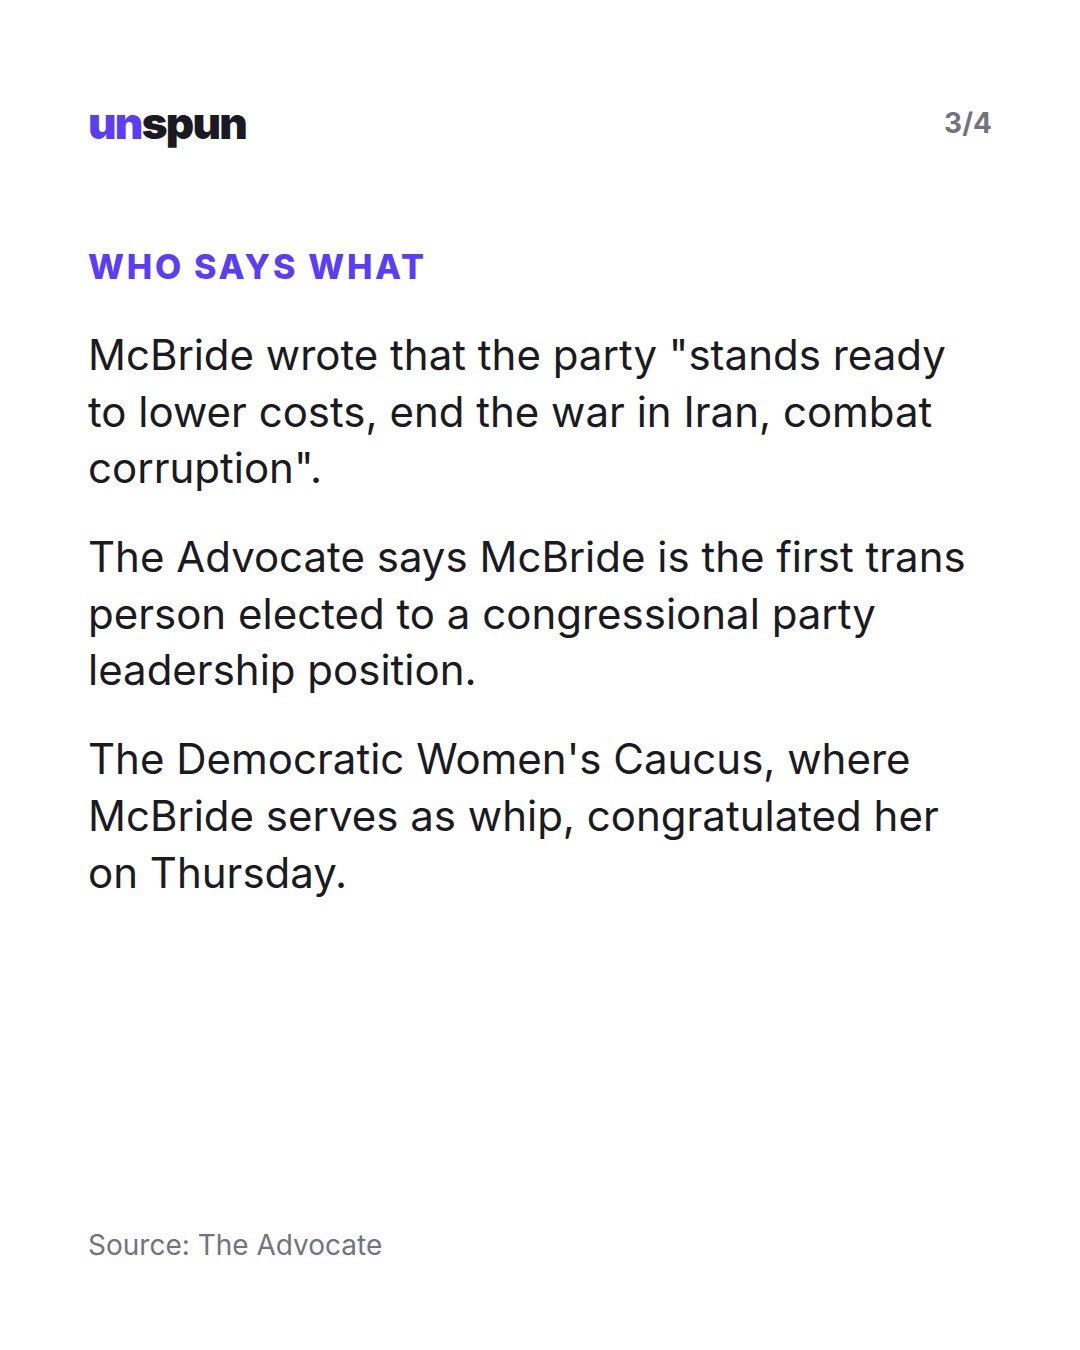 unspun
3/4
WHO SAYS WHAT
McBride wrote that the party "stands ready
to lower costs, end the war in Iran, combat
corruption".
The Advocate says McBride is the first trans
person elected to a congressional party
leadership position.
The Democratic Women's Caucus, where
McBride serves as whip, congratulated her
on Thursday.
Source: The Advocate